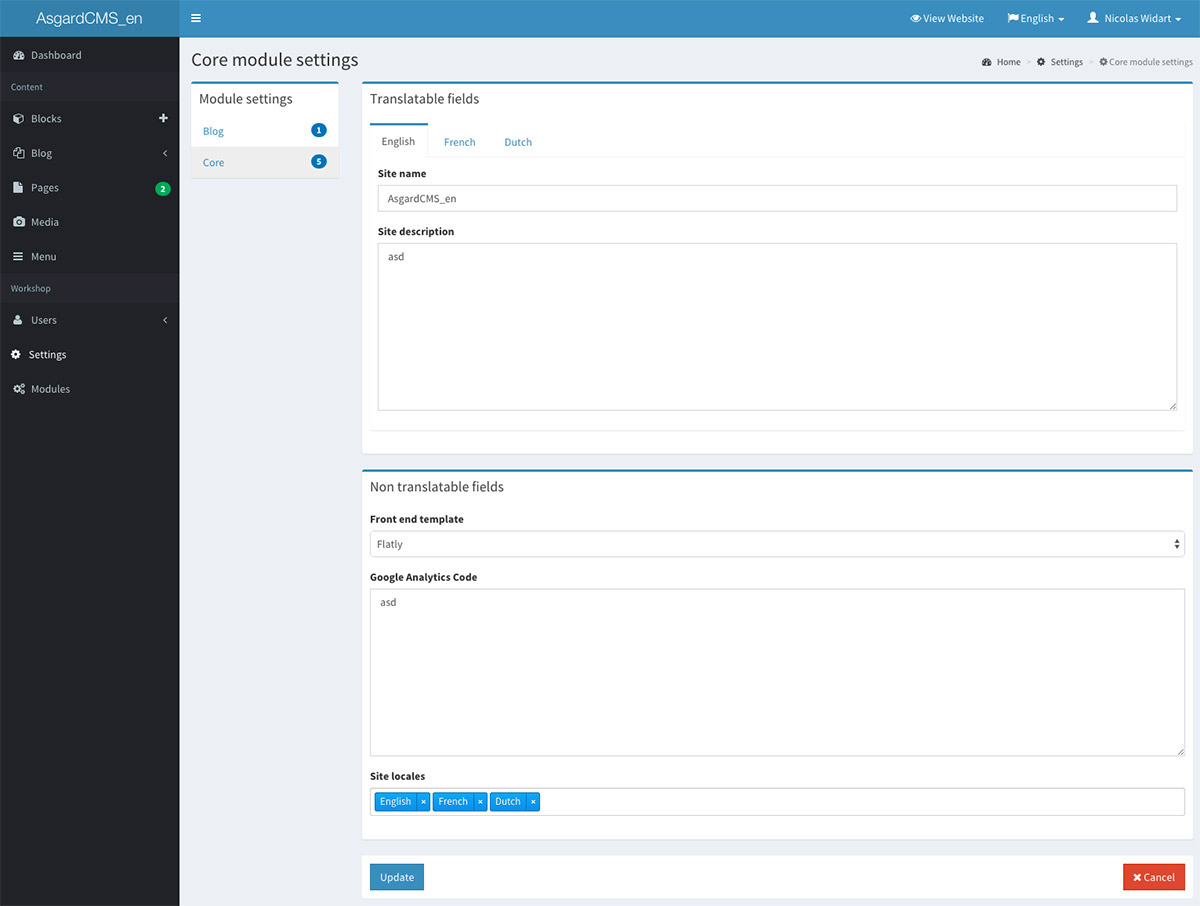 AsgardCMS_en
View Website
English
Nicolas Widart
Dashboard
Content
Blocks
Blog
Pages
2
Media
Menu
Workshop
Users
Settings
Modules
Core module settings
Home > Settings > Core module settings
Module settings
Blog 1
Core 5
Translatable fields
English French Dutch
Site name
AsgardCMS_en
Site description
asd
Non translatable fields
Front end template
Flatly
Google Analytics Code
asd
Site locales
English × French × Dutch ×
Update
Cancel